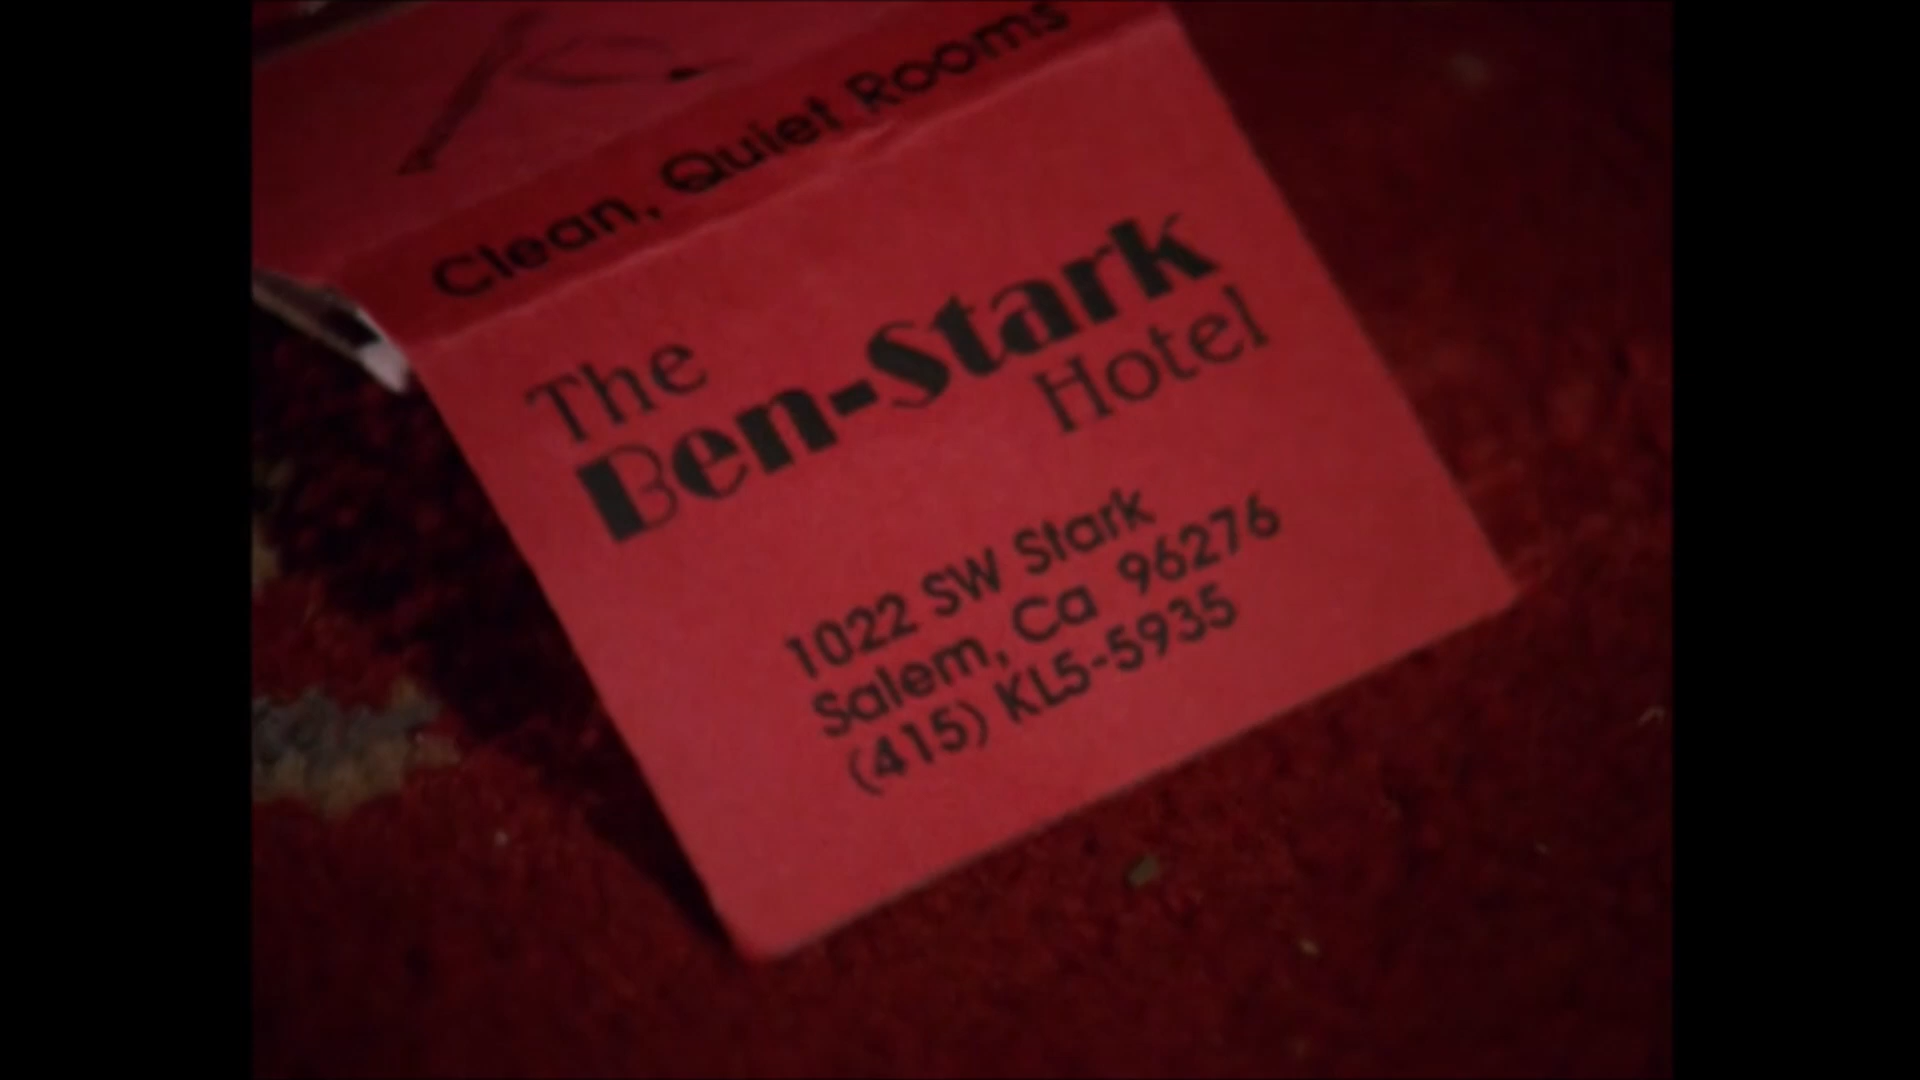 Clean, Quiet Rooms
The
Ben-Stark
Hotel
1022 SW Stark
Salem, Ca 96276
(415) KL5-5935